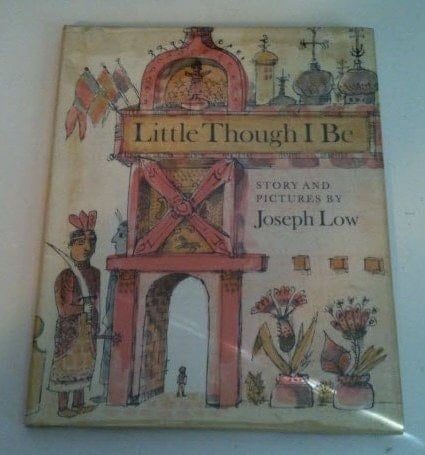 Little Though I Be
STORY AND
PICTURES BY
Joseph Low